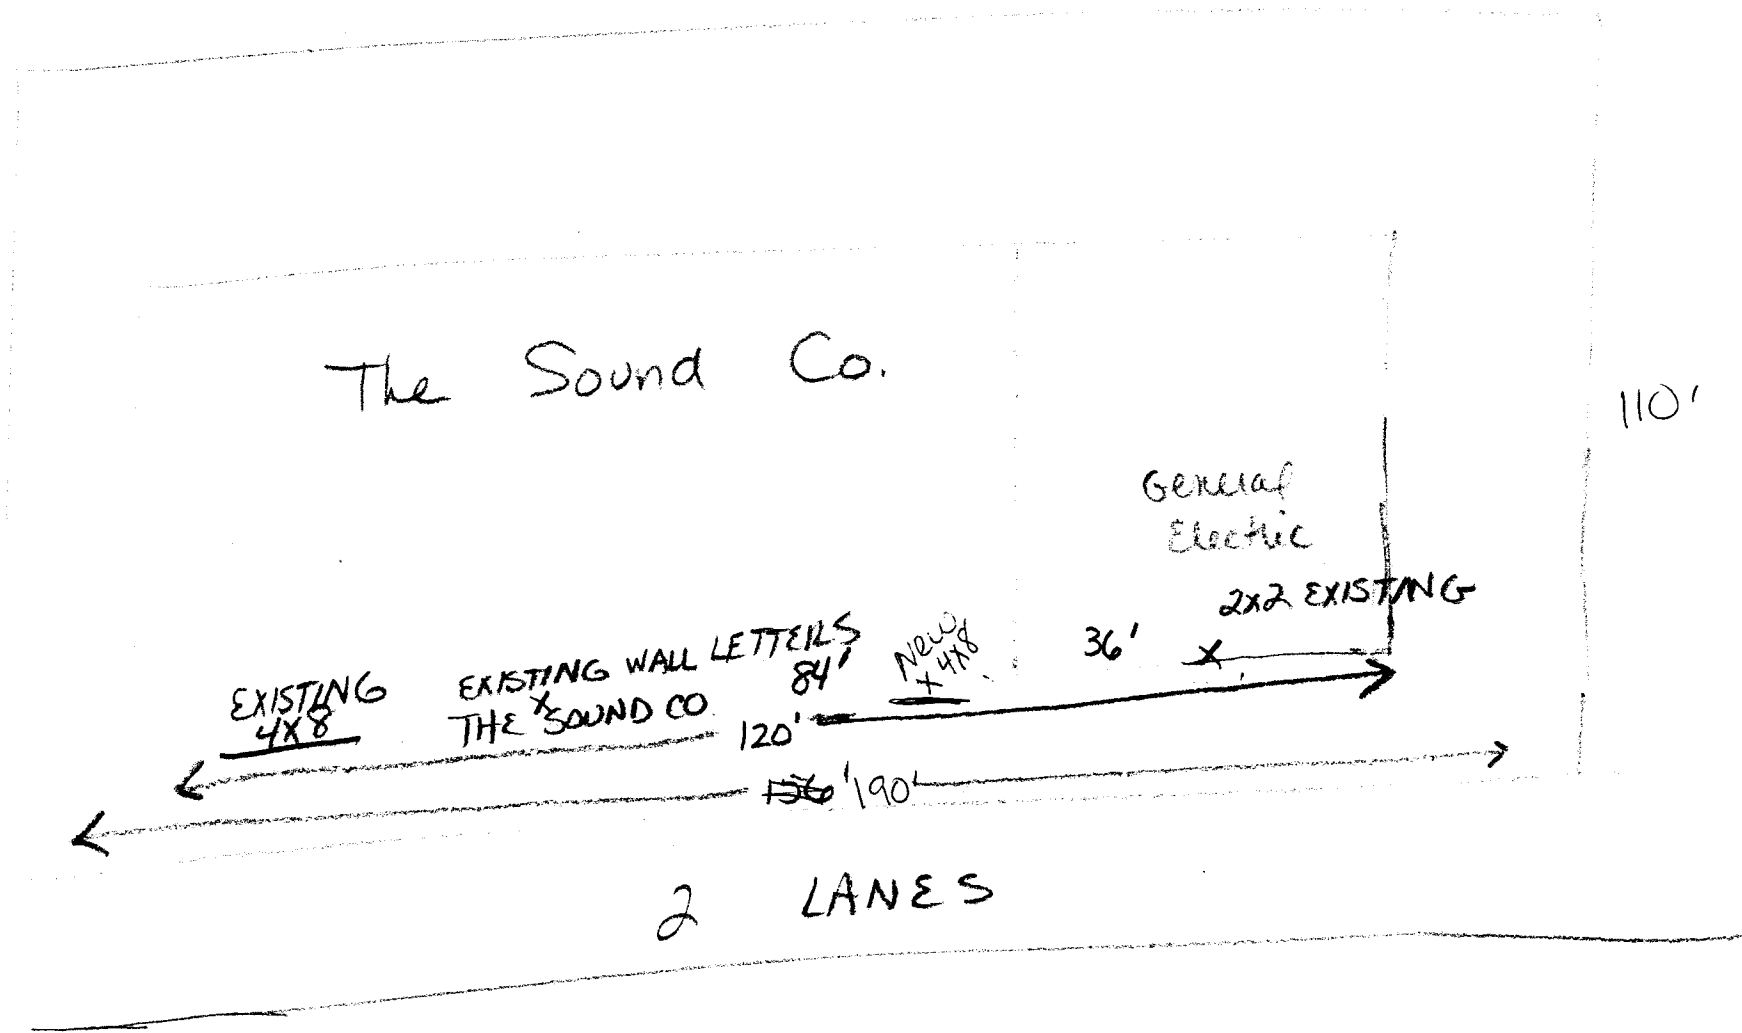 The Sound Co.
110'
General
Electric
2x2 EXISTING
36'
NEW
4x8
EXISTING WALL LETTERS
84'
EXISTING
4x8
THE SOUND CO.
120'
190'
2 LANES